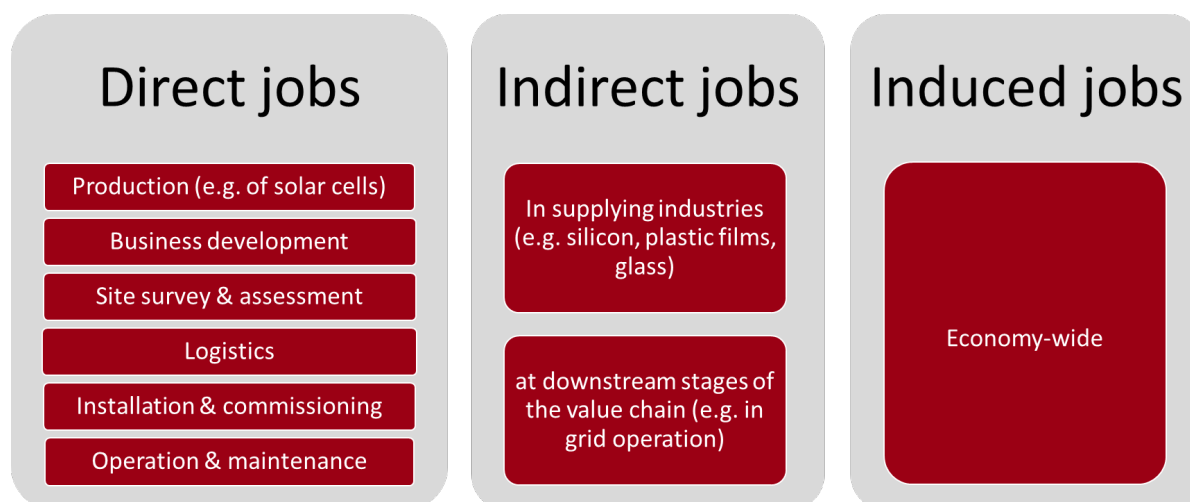 Direct jobs
Production (e.g. of solar cells)
Business development
Site survey & assessment
Logistics
Installation & commissioning
Operation & maintenance
Indirect jobs
In supplying industries
(e.g. silicon, plastic films,
glass)
at downstream stages of
the value chain (e.g. in
grid operation)
Induced jobs
Economy-wide